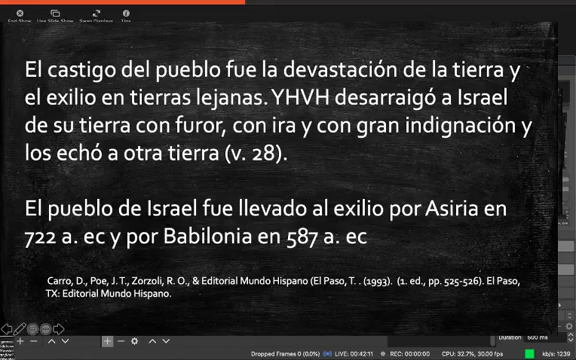 End Show Use Slide Show Swap Displays Tips
El castigo del pueblo fue la devastación de la tierra y
el exilio en tierras lejanas. YHVH desarraigó a Israel
de su tierra con furor, con ira y con gran indignación y
los echó a otra tierra (v. 28).
El pueblo de Israel fue llevado al exilio por Asiria en
722 a. ec y por Babilonia en 587 a. ec
Carro, D., Poe, J. T., Zorzoli, R. O., & Editorial Mundo Hispano (El Paso, T. . (1993). (1. ed., pp. 525-526). El Paso,
TX: Editorial Mundo Hispano.
Duration 600 ms
Dropped Frames 0 (0.0%) LIVE: 00:42:11 REC: 00:00:00 CPU: 32.7%, 30.00 fps kb/s: 1239